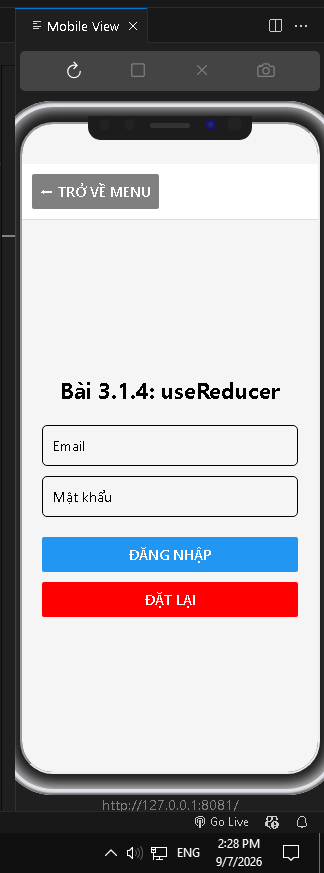 Mobile View
← TRỞ VỀ MENU
Bài 3.1.4: useReducer
Email
Mật khẩu
ĐĂNG NHẬP
ĐẶT LẠI
http://127.0.0.1:8081/
Go Live
ENG
2:28 PM
9/7/2026